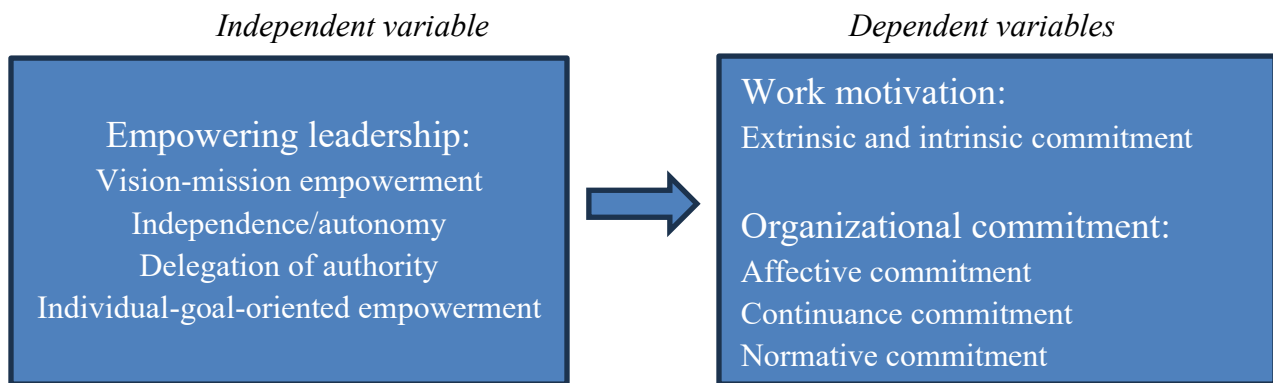 Independent variable
Empowering leadership:
Vision-mission empowerment
Independence/autonomy
Delegation of authority
Individual-goal-oriented empowerment
Dependent variables
Work motivation:
Extrinsic and intrinsic commitment
Organizational commitment:
Affective commitment
Continuance commitment
Normative commitment